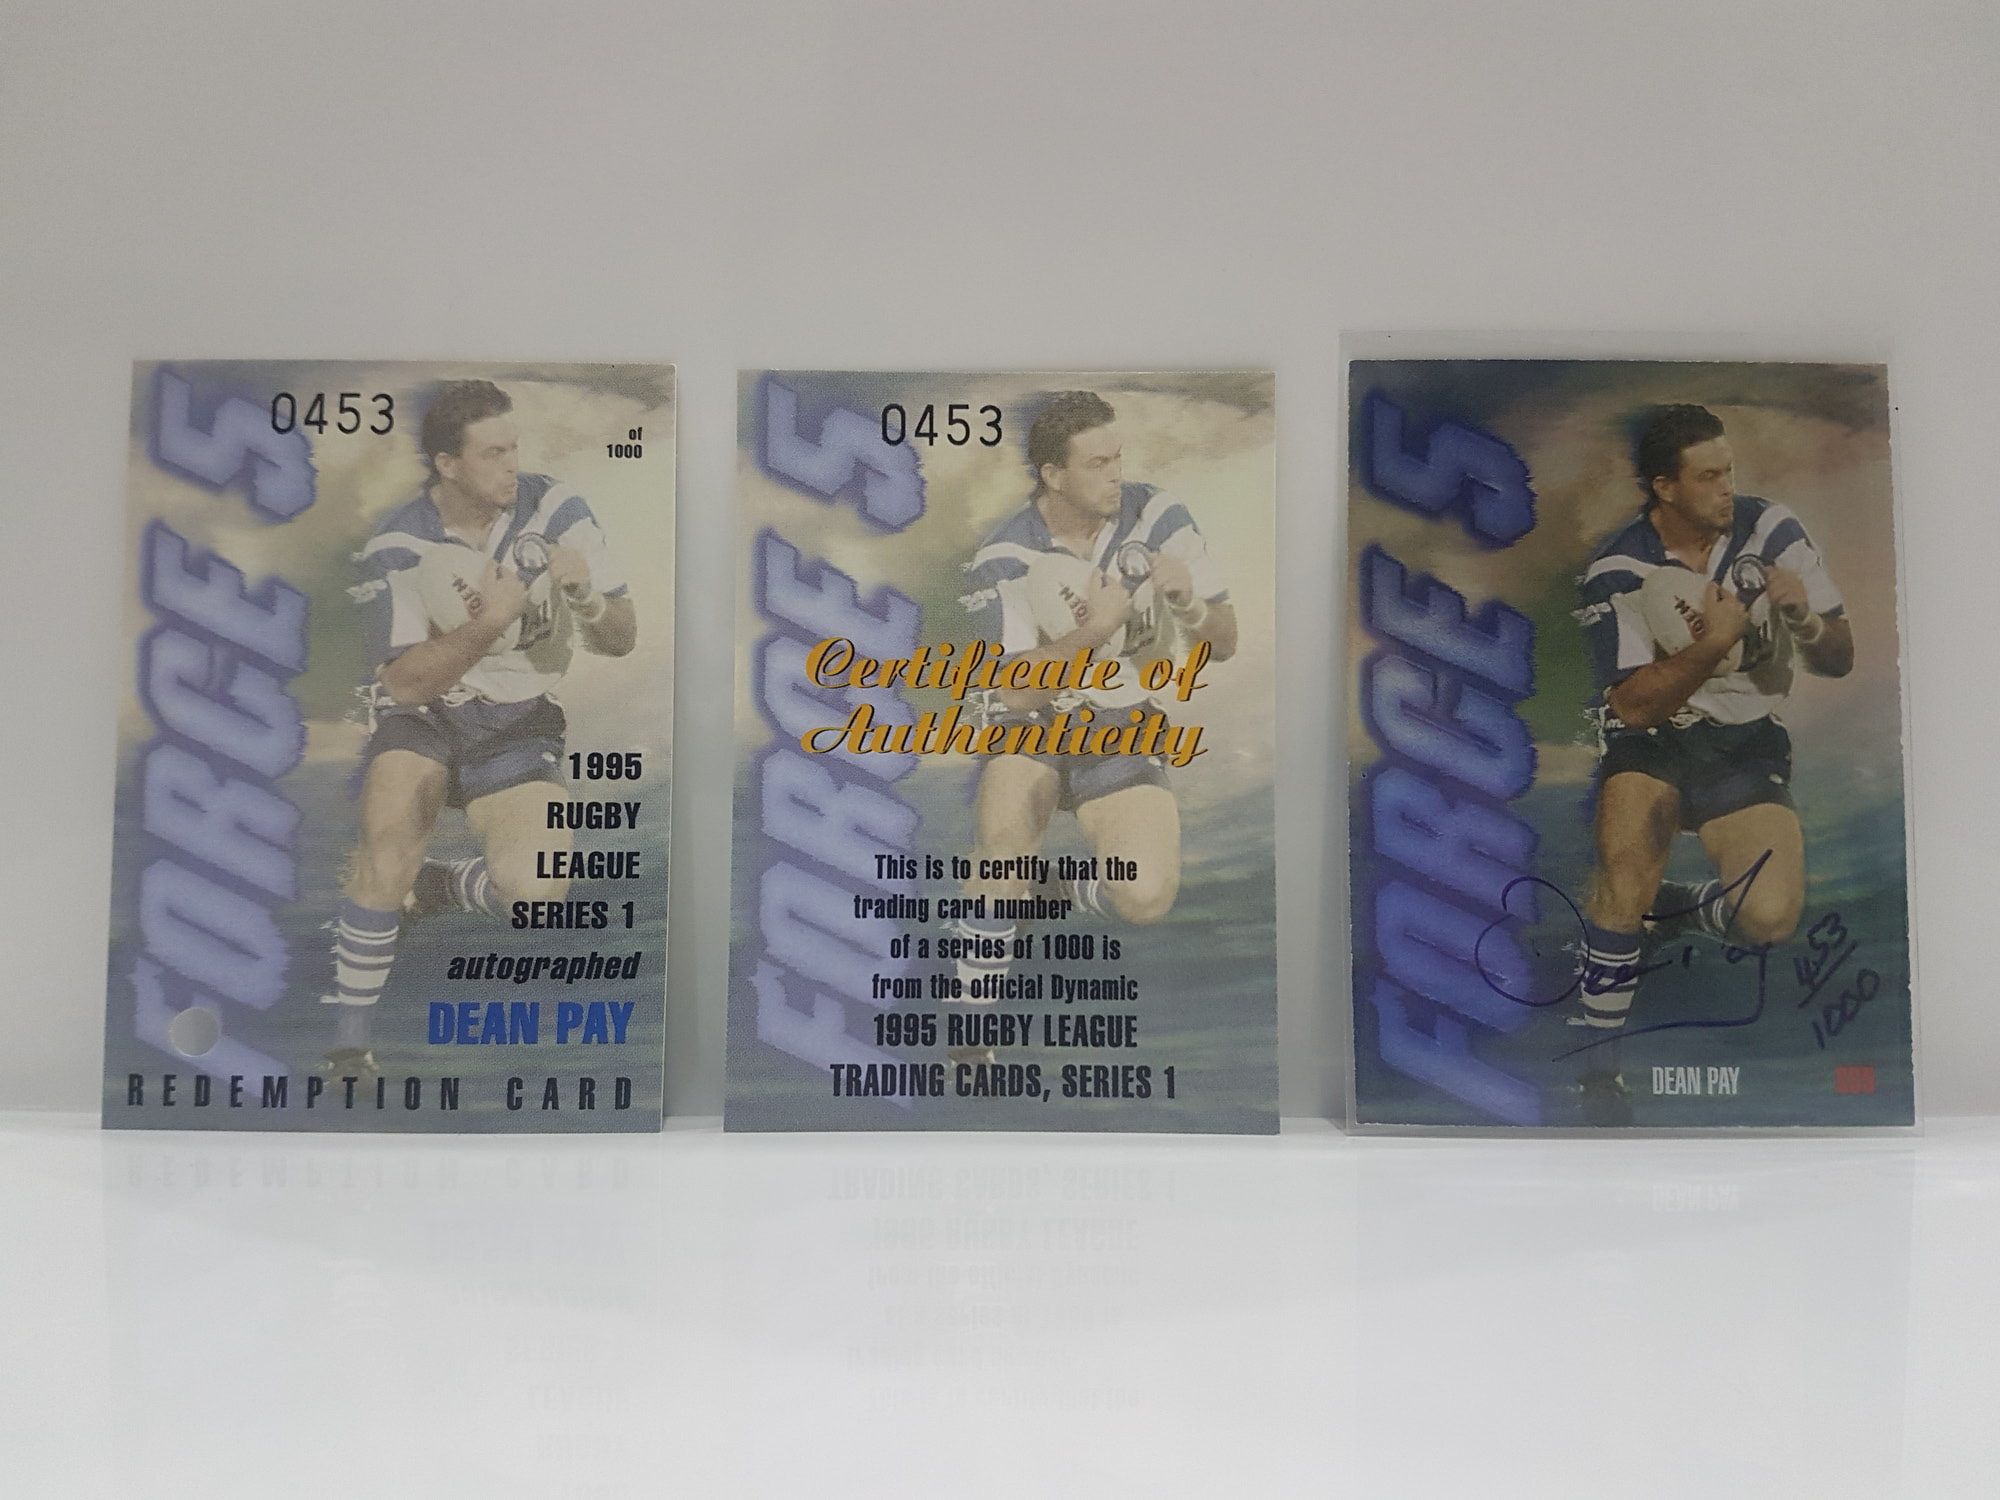 FORCE 5
0453
of
1000
1995
RUGBY
LEAGUE
SERIES 1
autographed
DEAN PAY
REDEMPTION CARD
FORCE 5
0453
Certificate of
Authenticity
This is to certify that the
trading card number
of a series of 1000 is
from the official Dynamic
1995 RUGBY LEAGUE
TRADING CARDS, SERIES 1
FORCE 5
Dean Pay
453
1000
DEAN PAY